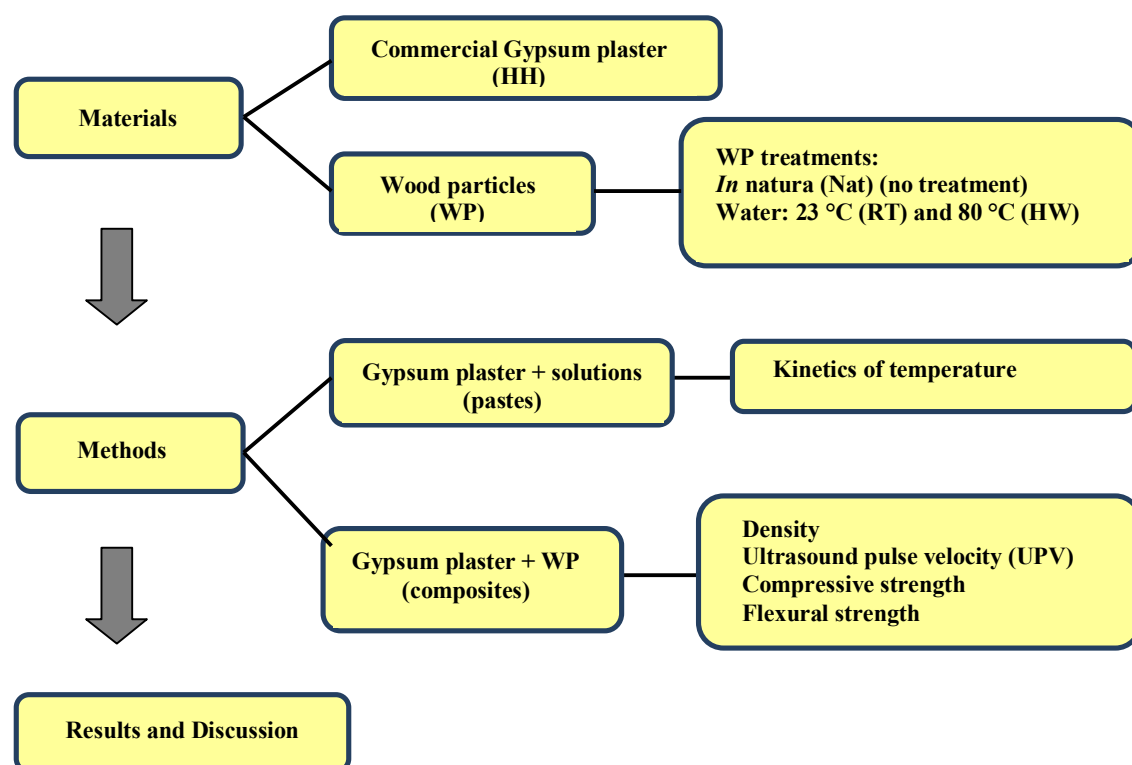 Commercial Gypsum plaster
(HH)
Materials
Wood particles
(WP)
WP treatments:
In natura (Nat) (no treatment)
Water: 23 °C (RT) and 80 °C (HW)
Gypsum plaster + solutions
(pastes)
Kinetics of temperature
Methods
Gypsum plaster + WP
(composites)
Density
Ultrasound pulse velocity (UPV)
Compressive strength
Flexural strength
Results and Discussion